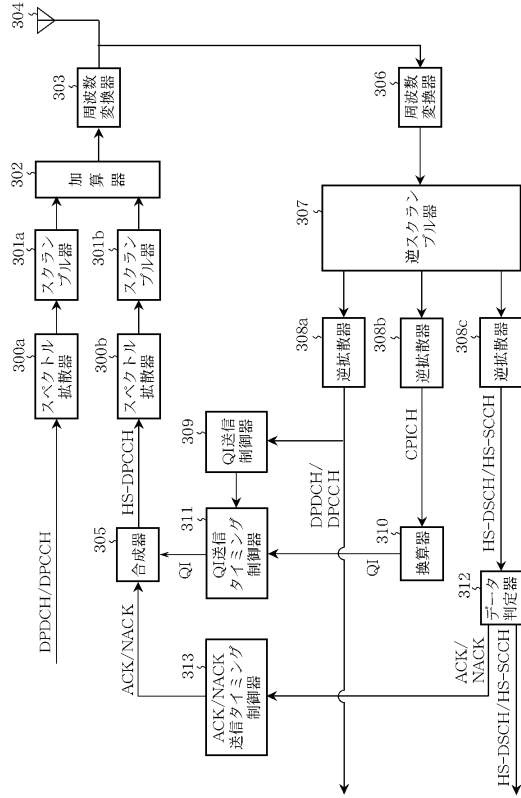 DPDCH/DPCCH
300a
スペクトル
拡散器
301a
スクラン
ブル器
302
加算器
303
周波数
変換器
304
ACK/NACK
305
合成器
HS-DPCCH
300b
スペクトル
拡散器
301b
スクラン
ブル器
QI
313
ACK/NACK
送信タイミング
制御器
311
QI送信
タイミング
制御器
309
QI送信
制御器
306
周波数
変換器
307
逆スクラン
ブル器
DPDCH/
DPCCH
308a
逆拡散器
QI
310
換算器
CPICH
308b
逆拡散器
ACK/
NACK
312
データ
判定器
HS-DSCH/HS-SCCH
308c
逆拡散器
HS-DSCH/HS-SCCH